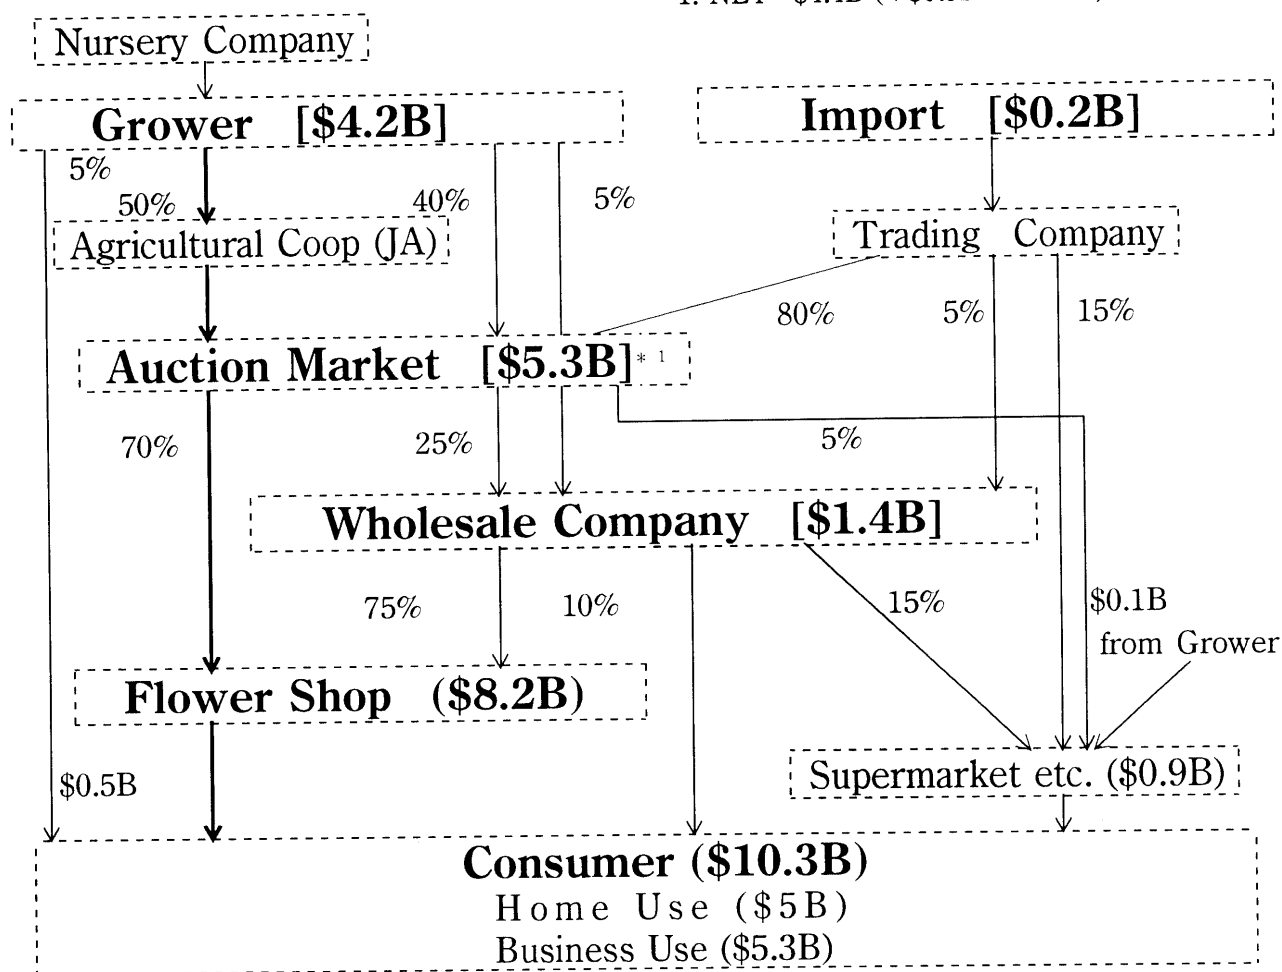 1. NET
Nursery Company
Grower [$4.2B]
Import [$0.2B]
5%
50%
40%
5%
Agricultural Coop (JA)
Trading Company
80%
5%
15%
Auction Market [$5.3B]* 1
70%
25%
5%
Wholesale Company [$1.4B]
75%
10%
15%
$0.1B
from Grower
Flower Shop ($8.2B)
$0.5B
Supermarket etc. ($0.9B)
Consumer ($10.3B)
Home Use ($5B)
Business Use ($5.3B)